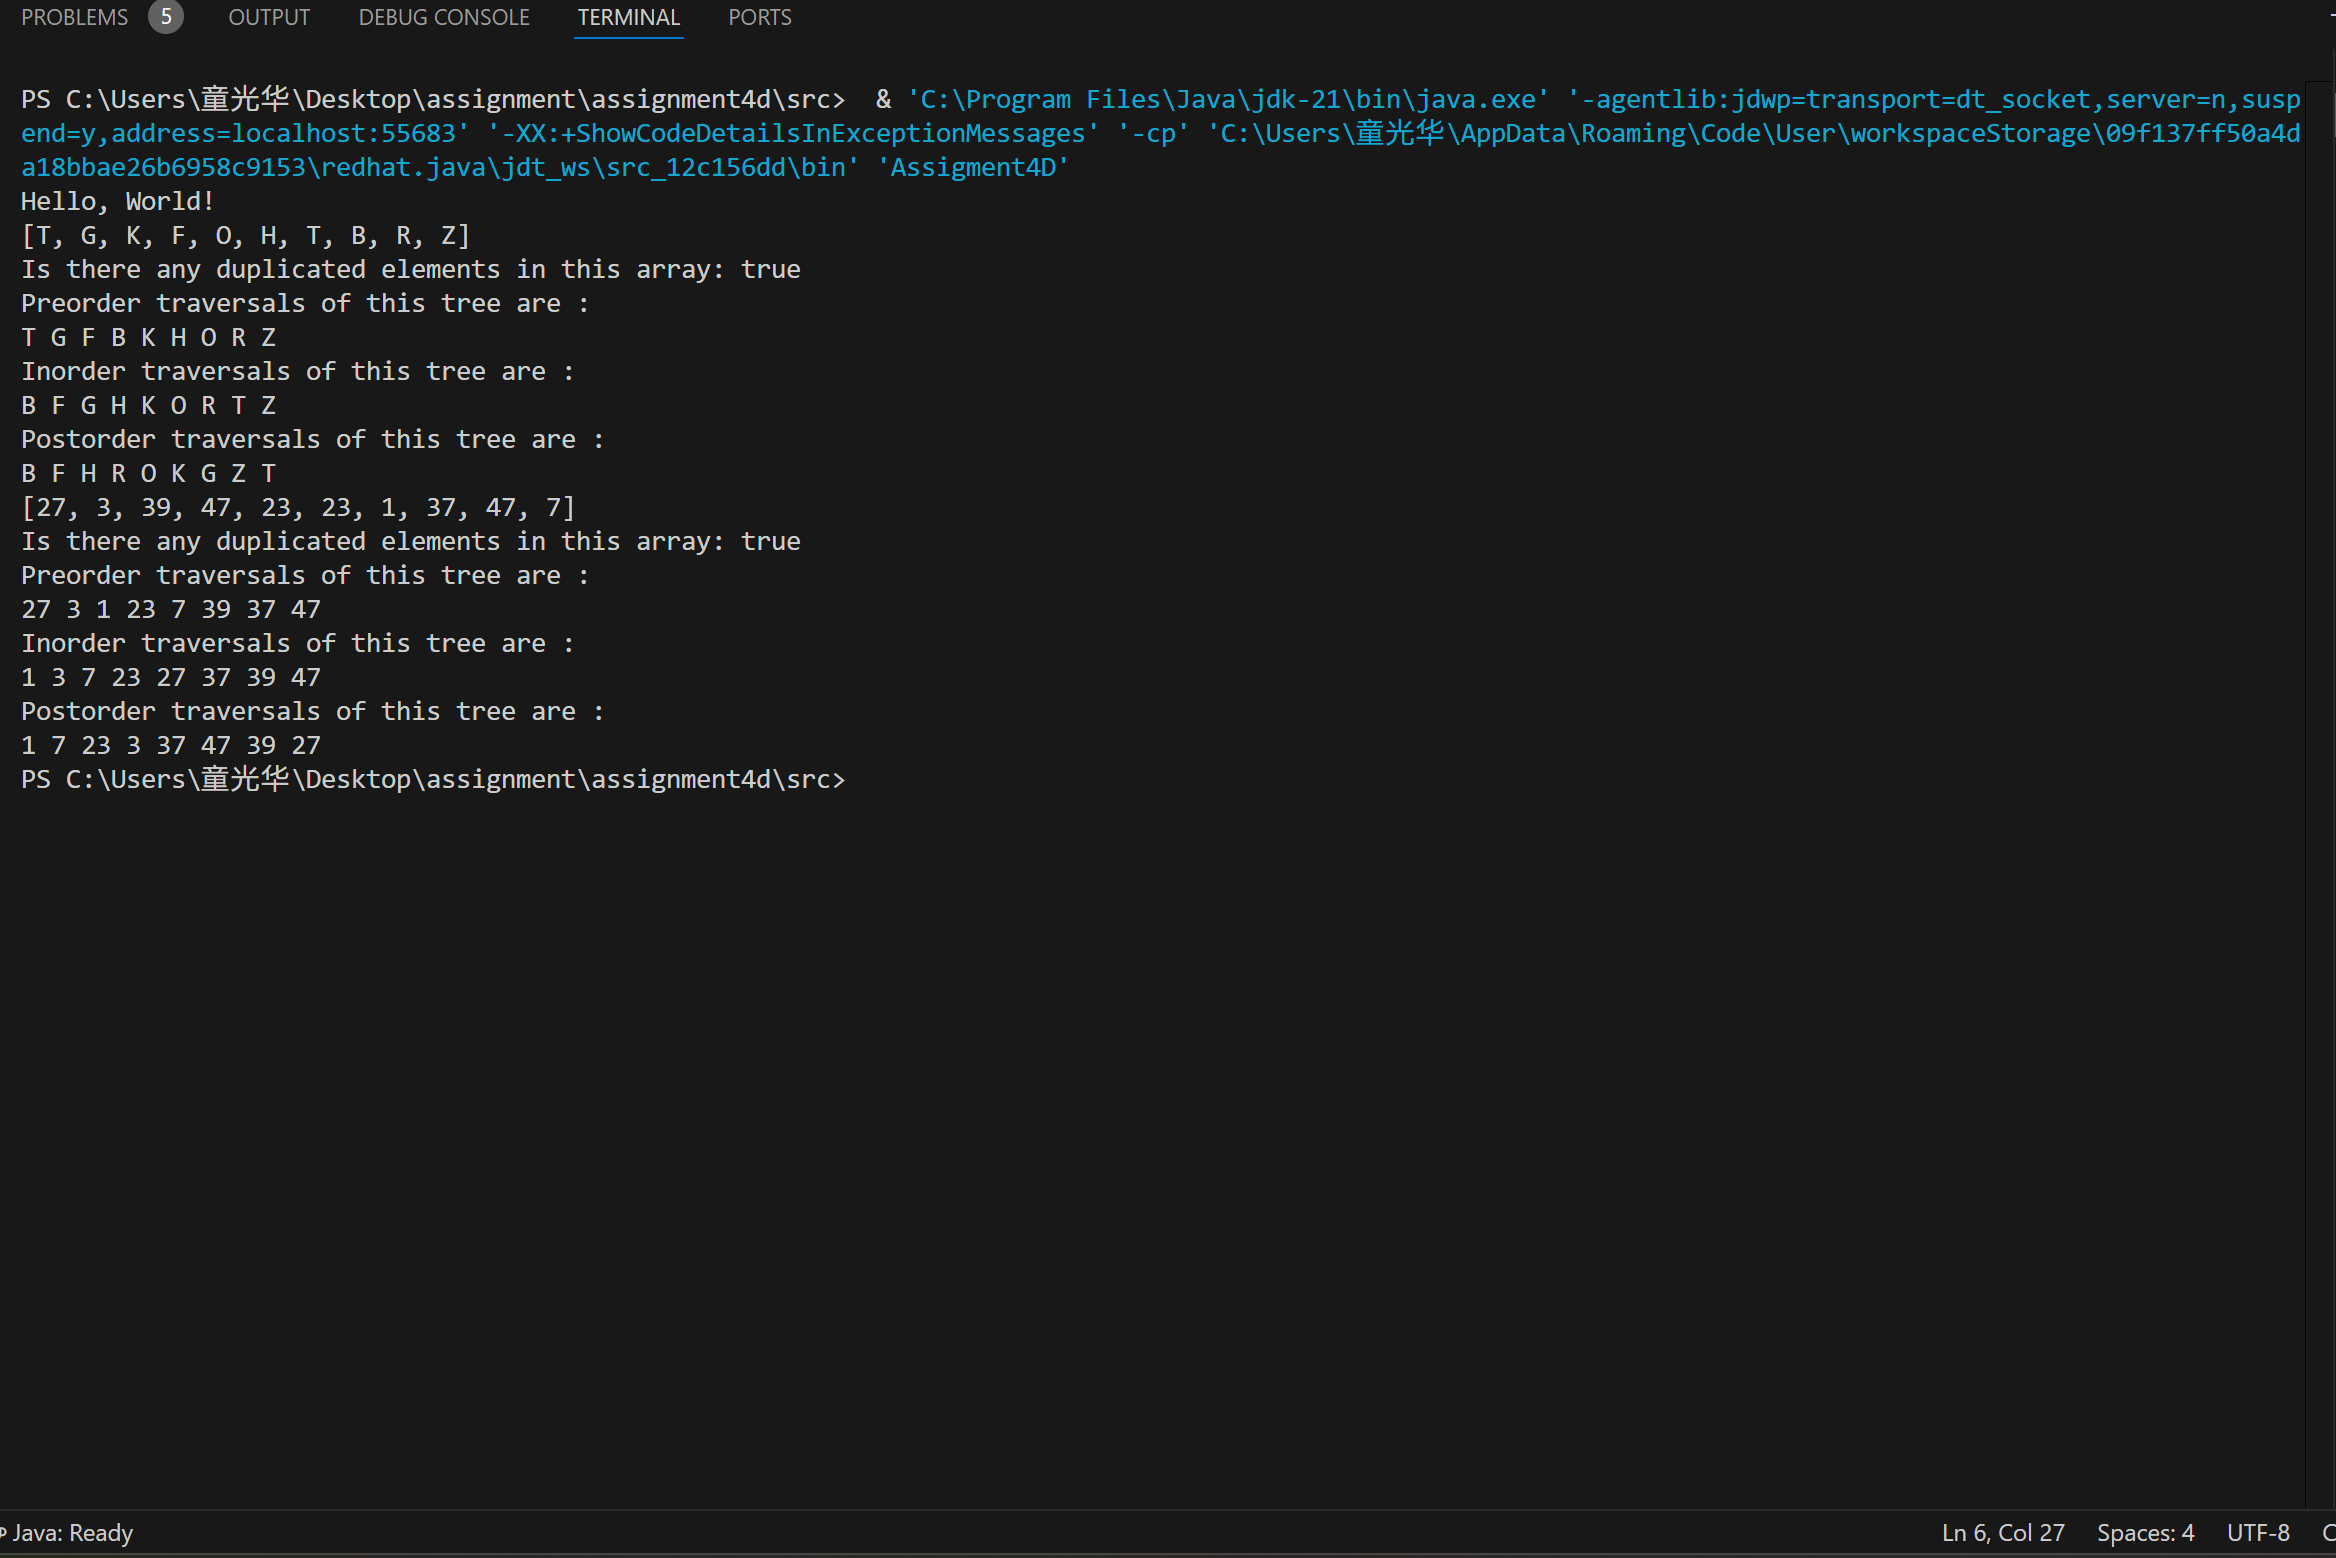 PROBLEMS 5 OUTPUT DEBUG CONSOLE TERMINAL PORTS
PS C:\Users\童光华\Desktop\assignment\assignment4d\src>  & 'C:\Program Files\Java\jdk-21\bin\java.exe' '-agentlib:jdwp=transport=dt_socket,server=n,susp
end=y,address=localhost:55683' '-XX:+ShowCodeDetailsInExceptionMessages' '-cp' 'C:\Users\童光华\AppData\Roaming\Code\User\workspaceStorage\09f137ff50a4d
a18bbae26b6958c9153\redhat.java\jdt_ws\src_12c156dd\bin' 'Assigment4D'
Hello, World!
[T, G, K, F, O, H, T, B, R, Z]
Is there any duplicated elements in this array: true
Preorder traversals of this tree are :
T G F B K H O R Z
Inorder traversals of this tree are :
B F G H K O R T Z
Postorder traversals of this tree are :
B F H R O K G Z T
[27, 3, 39, 47, 23, 23, 1, 37, 47, 7]
Is there any duplicated elements in this array: true
Preorder traversals of this tree are :
27 3 1 23 7 39 37 47
Inorder traversals of this tree are :
1 3 7 23 27 37 39 47
Postorder traversals of this tree are :
1 7 23 3 37 47 39 27
PS C:\Users\童光华\Desktop\assignment\assignment4d\src>
Java: Ready Ln 6, Col 27 Spaces: 4 UTF-8